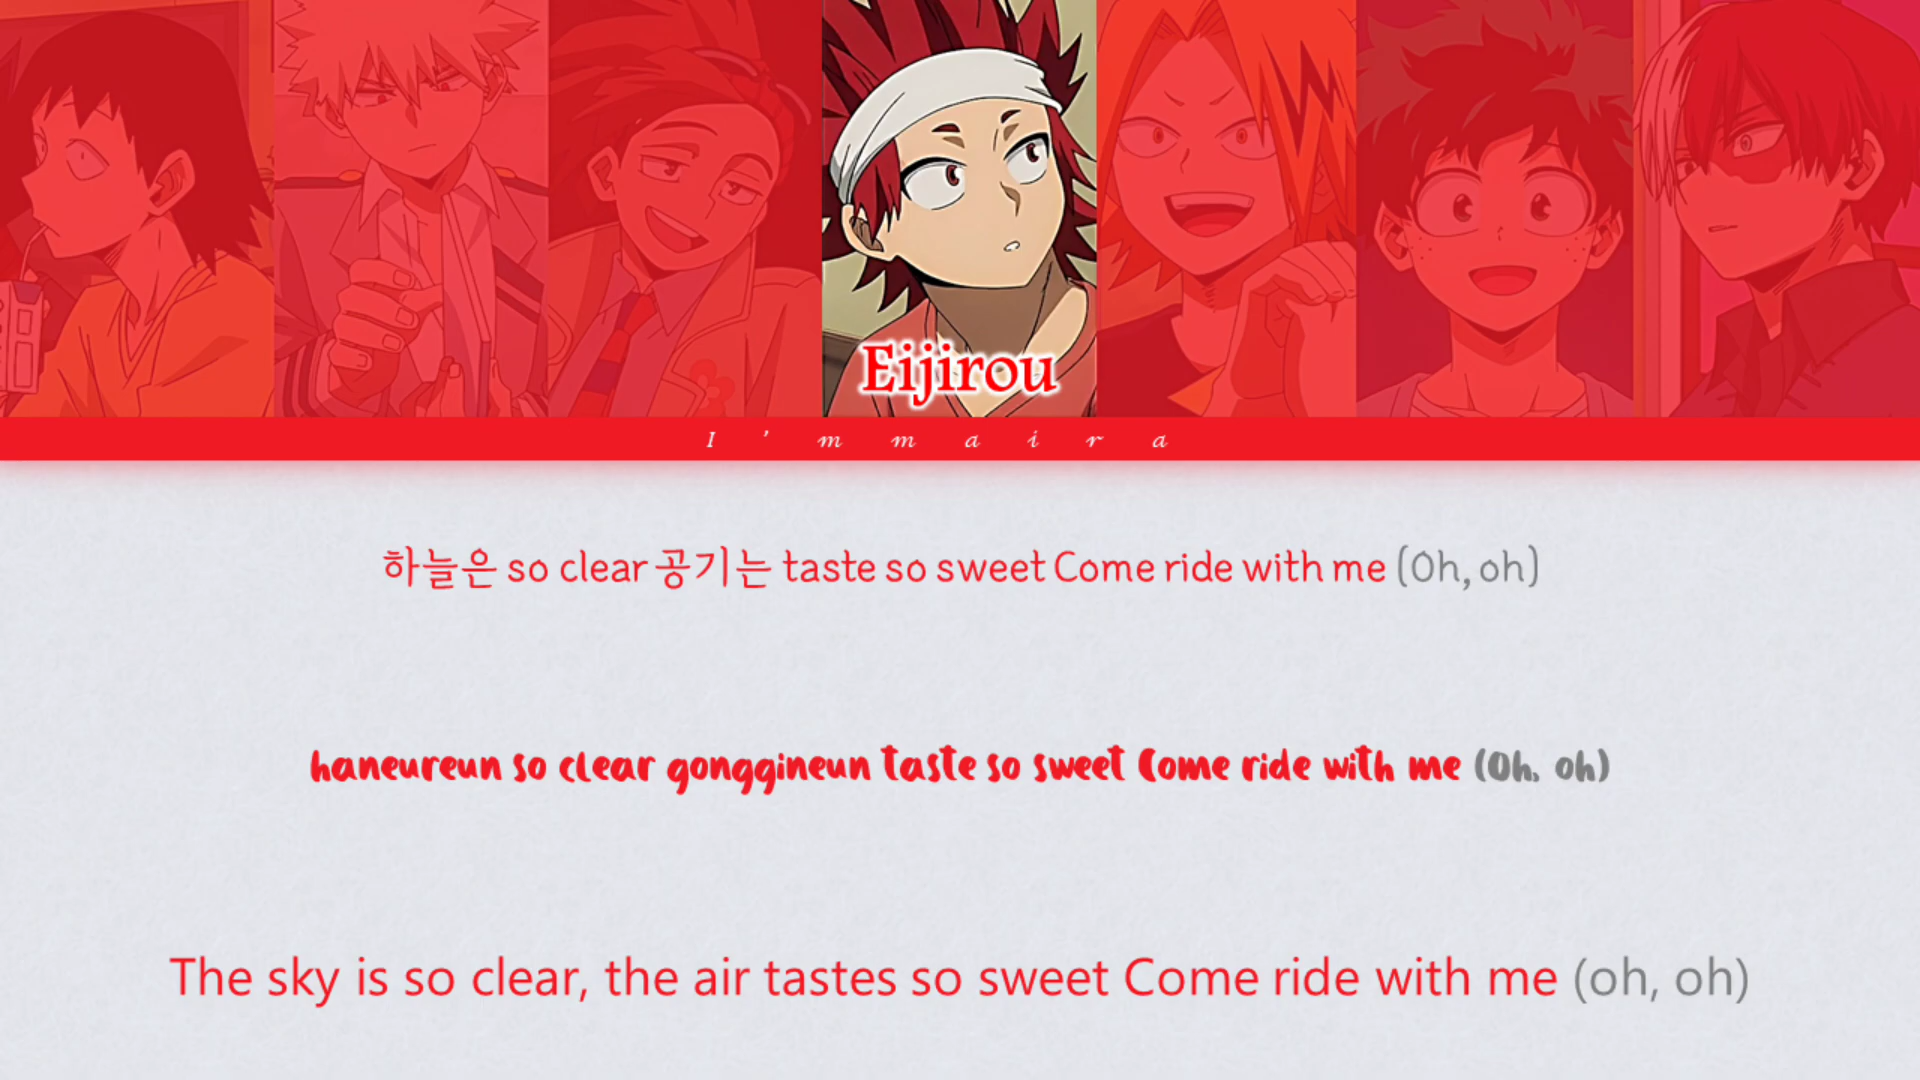 Eijirou
I'mmaira
하늘은 so clear 공기는 taste so sweet Come ride with me (Oh, oh)
haneureun so clear gonggineun taste so sweet Come ride with me (Oh, oh)
The sky is so clear, the air tastes so sweet Come ride with me (oh, oh)